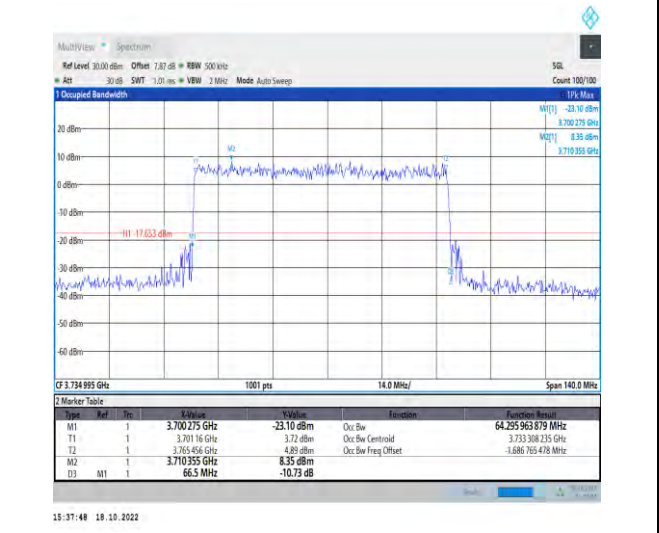 MultiView Spectrum
Ref Level 30.00 dBm Offset 7.87 dB RBW 500 kHz SGL
Att 30 dB SWT 1.01 ms VBW 2 MHz Mode Auto Sweep Count 100/100
1 Occupied Bandwidth 1Pk Max
M1[1] -23.10 dBm
3.700 275 GHz
M2[1] 8.35 dBm
3.710 355 GHz
20 dBm
M2
10 dBm
T2
0 dBm
-10 dBm
H1 -17.653 dBm
M1
-20 dBm
-30 dBm
-40 dBm
-50 dBm
-60 dBm
CF 3.734 995 GHz 1001 pts 14.0 MHz/ Span 140.0 MHz
2 Marker Table
Type Ref Trc X-Value Y-Value Function Function Result
M1 1 3.700 275 GHz -23.10 dBm Occ Bw 64.295 963 879 MHz
T1 1 3.701 16 GHz 3.72 dBm Occ Bw Centroid 3.733 308 235 GHz
T2 1 3.765 456 GHz 4.89 dBm Occ Bw Freq Offset -1.686 765 478 MHz
M2 1 3.710 355 GHz 8.35 dBm
D3 M1 1 66.5 MHz -10.73 dB
15:37:48 18.10.2022